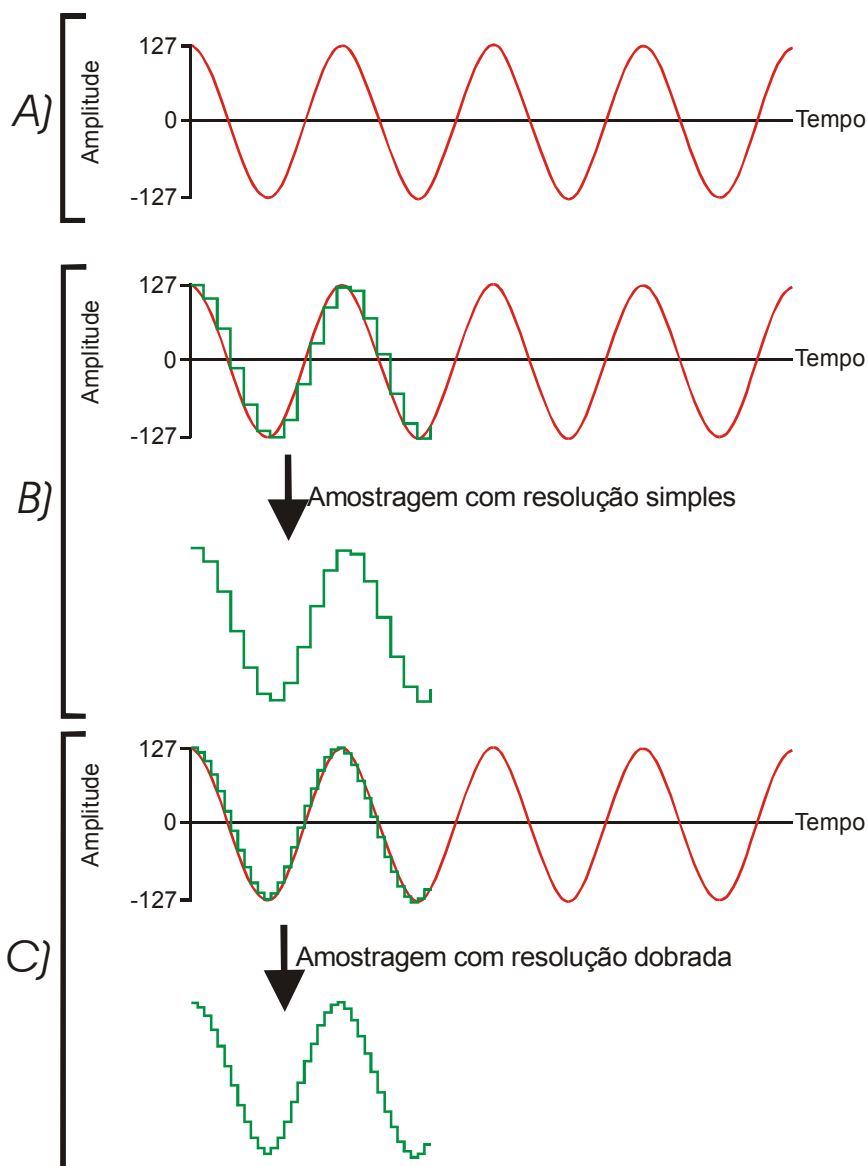 A)
Amplitude
127
0
-127
Tempo
B)
Amplitude
127
0
-127
Tempo
Amostragem com resolução simples
C)
Amplitude
127
0
-127
Tempo
Amostragem com resolução dobrada